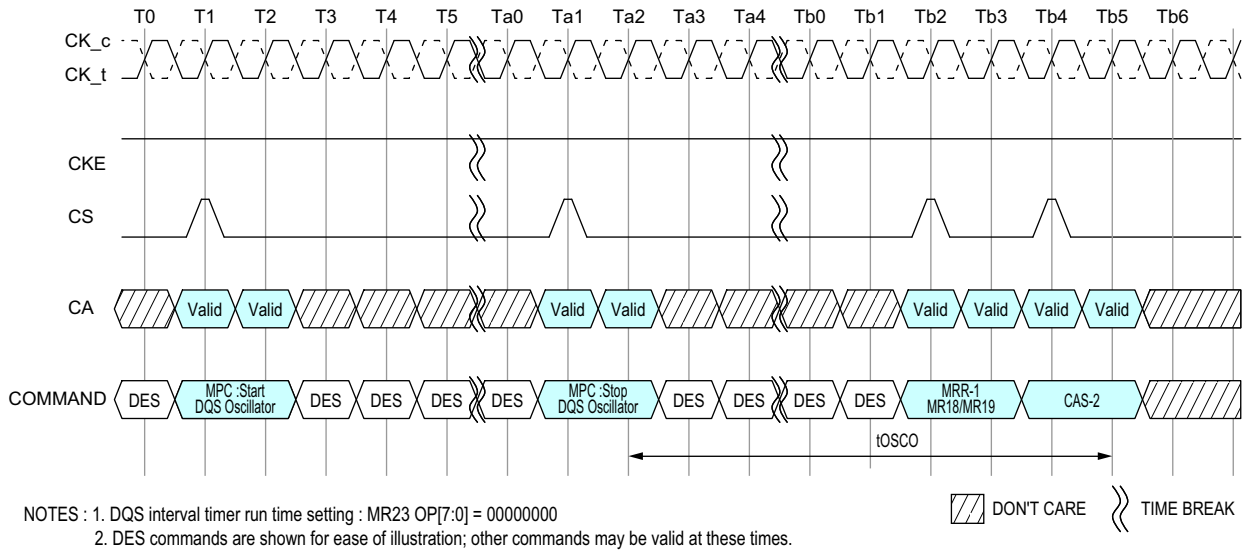 T0 T1 T2 T3 T4 T5 Ta0 Ta1 Ta2 Ta3 Ta4 Tb0 Tb1 Tb2 Tb3 Tb4 Tb5 Tb6
CK_c
CK_t
CKE
CS
CA Valid Valid Valid Valid Valid Valid Valid Valid
COMMAND DES MPC :Start DQS Oscillator DES DES DES DES MPC :Stop DQS Oscillator DES DES DES DES MRR-1 MR18/MR19 CAS-2
tOSCO
DON'T CARE TIME BREAK
NOTES : 1. DQS interval timer run time setting : MR23 OP[7:0] = 00000000
2. DES commands are shown for ease of illustration; other commands may be valid at these times.